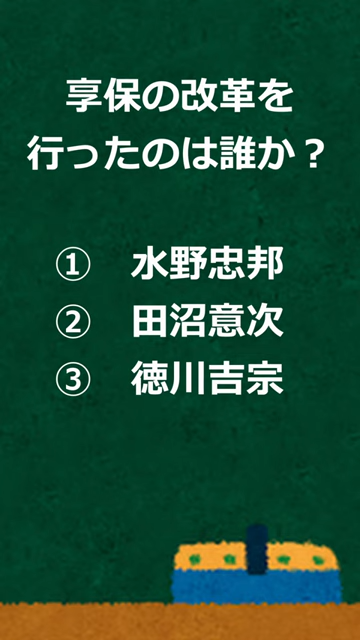 享保の改革を
行ったのは誰か？
① 水野忠邦
② 田沼意次
③ 徳川吉宗